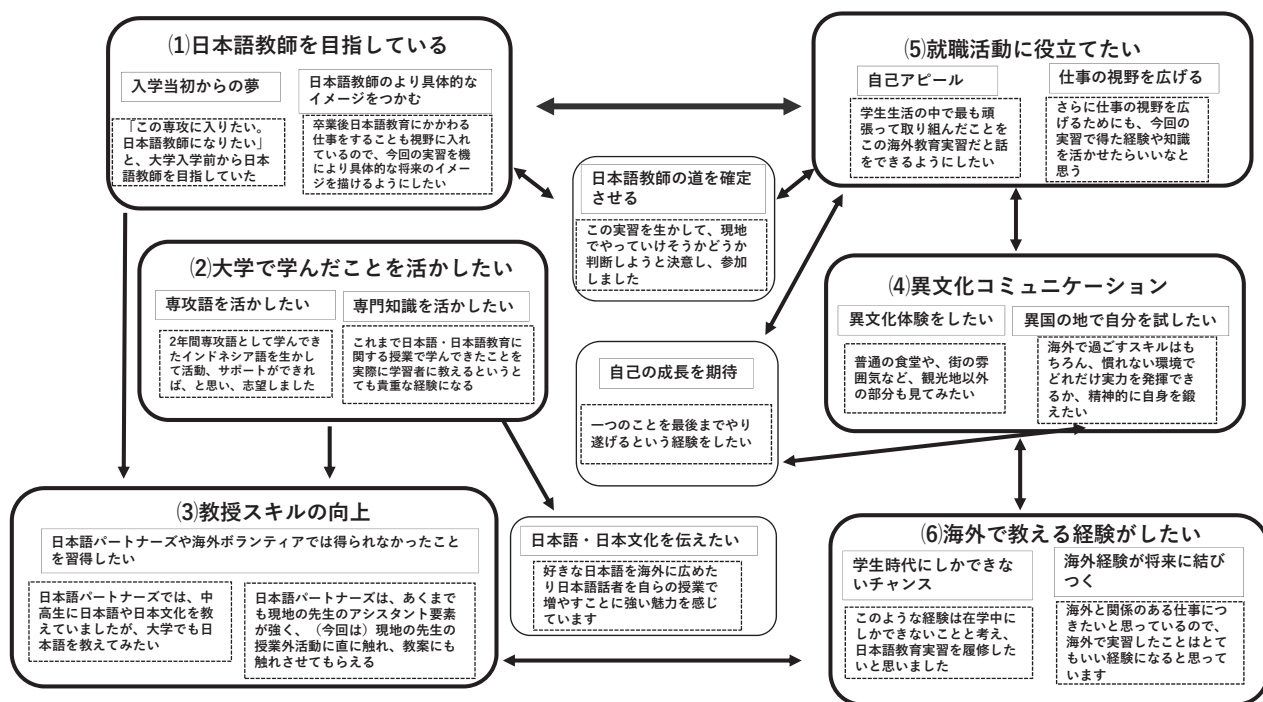 ⑴日本語教師を目指している
入学当初からの夢
「この専攻に入りたい。
日本語教師になりたい」
と、大学入学前から日本
語教師を目指していた
日本語教師のより具体的な
イメージをつかむ
卒業後日本語教育にかかわる
仕事をすることも視野に入
れているので、今回の実習を機
により具体的な将来のイメー
ジを描けるようにしたい
日本語教師の道を確定
させる
この実習を生かして、現地
でやっていけそうかどうか
判断しようと決意し、参加
しました
⑸就職活動に役立てたい
自己アピール
学生生活の中で最も頑
張って取り組んだことを
この海外教育実習だと話
をできるようにしたい
仕事の視野を広げる
さらに仕事の視野を広
げるためにも、今回の
実習で得た経験や知識
を活かせたらいいなと
思う
⑵大学で学んだことを活かしたい
専攻語を活かしたい
2年間専攻語として学んでき
たインドネシア語を生かし
て活動、サポートができれ
ば、と思い、志望しました
専門知識を活かしたい
これまで日本語・日本語教育に
関する授業で学んできたことを
実際に学習者に教えるというと
ても貴重な経験になる
自己の成長を期待
一つのことを最後までやり
遂げるという経験をしたい
⑷異文化コミュニケーション
異文化体験をしたい
普通の食堂や、街の雰
囲気など、観光地以外
の部分も見てみたい
異国の地で自分を試したい
海外で過ごすスキルはも
ちろん、慣れない環境で
どれだけ実力を発揮でき
るか、精神的に自身を鍛
えたい
⑶教授スキルの向上
日本語パートナーズや海外ボランティアでは得られなかったこと
を習得したい
日本語パートナーズでは、中
高生に日本語や日本文化を教
えていましたが、大学でも日
本語を教えてみたい
日本語パートナーズは、あくまで
も現地の先生のアシスタント要素
が強く、（今回は）現地の先生の
授業外活動に直に触れ、教案にも
触れさせてもらえる
日本語・日本文化を伝えたい
好きな日本語を海外に広めた
り日本語話者を自らの授業で
増やすことに強い魅力を感じ
ています
⑹海外で教える経験がしたい
学生時代にしかできな
いチャンス
このような経験は在学中に
しかできないことと考え、
日本語教育実習を履修した
いと思いました
海外経験が将来に結び
つく
海外と関係のある仕事につ
きたいと思っているので、
海外で実習したことはとて
もいい経験になると思って
います